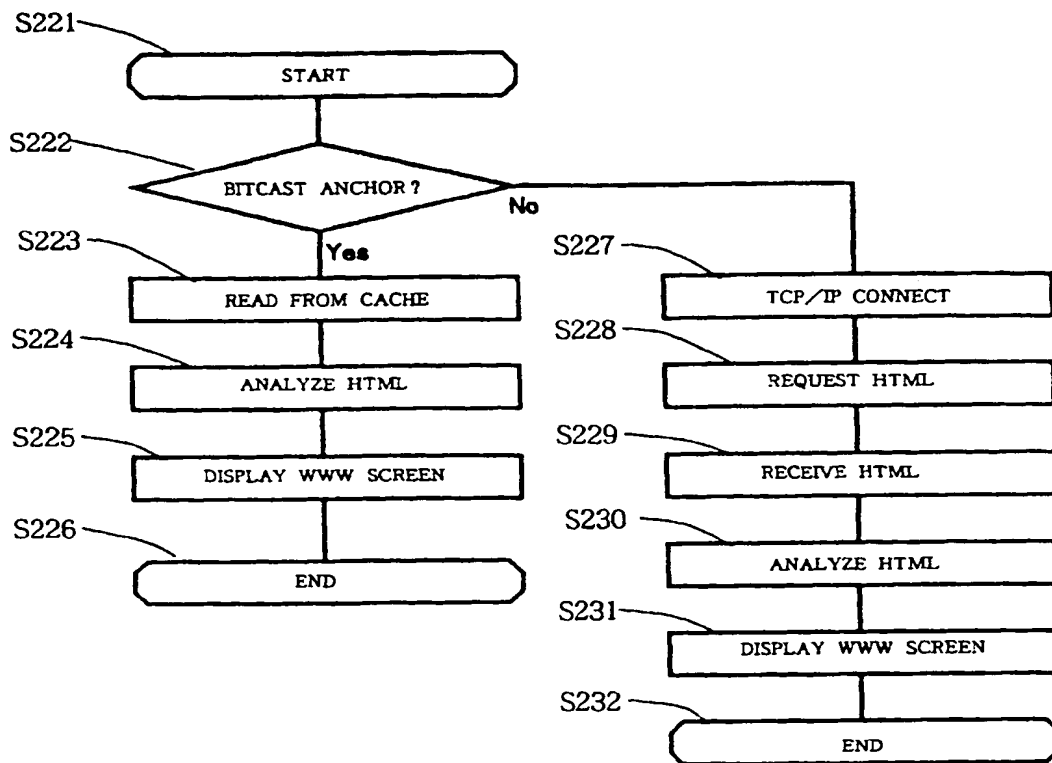 S221
START
S222
BITCAST ANCHOR?
No
Yes
S223
READ FROM CACHE
S224
ANALYZE HTML
S225
DISPLAY WWW SCREEN
S226
END
S227
TCP/IP CONNECT
S228
REQUEST HTML
S229
RECEIVE HTML
S230
ANALYZE HTML
S231
DISPLAY WWW SCREEN
S232
END